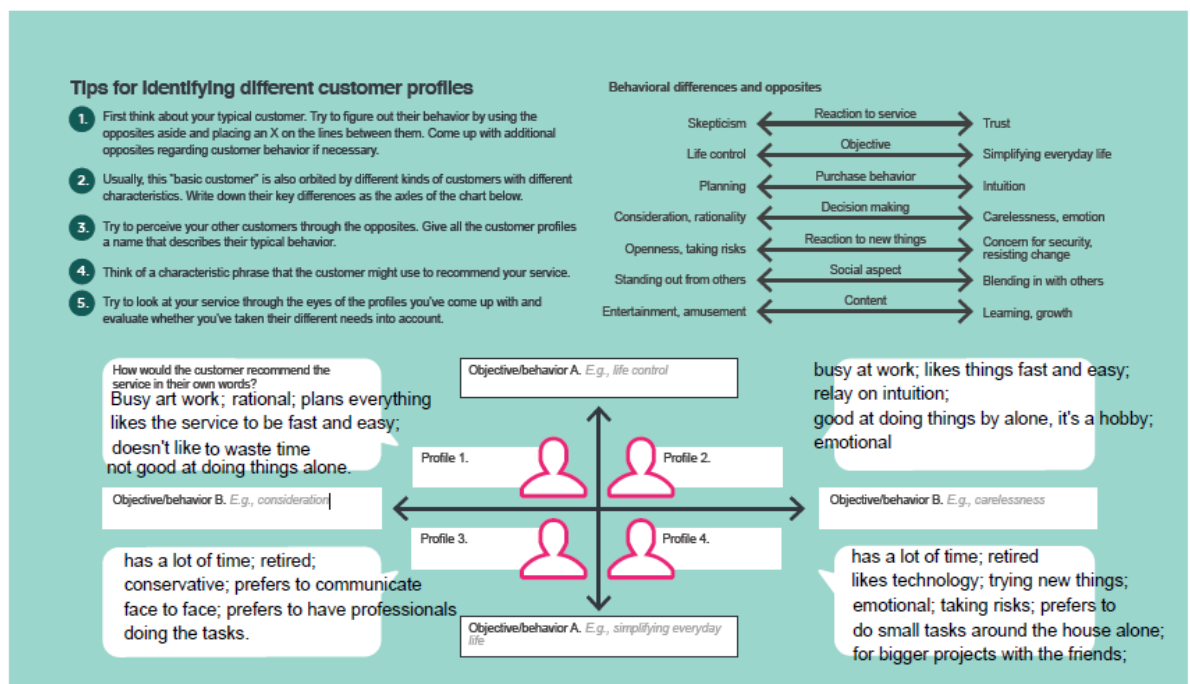 Tips for identifying different customer profiles
1. First think about your typical customer. Try to figure out their behavior by using the
opposites aside and placing an X on the lines between them. Come up with additional
opposites regarding customer behavior if necessary.
2. Usually, this "basic customer" is also orbited by different kinds of customers with different
characteristics. Write down their key differences as the axles of the chart below.
3. Try to perceive your other customers through the opposites. Give all the customer profiles
a name that describes their typical behavior.
4. Think of a characteristic phrase that the customer might use to recommend your service.
5. Try to look at your service through the eyes of the profiles you've come up with and
evaluate whether you've taken their different needs into account.
Behavioral differences and opposites
Skepticism Reaction to service Trust
Life control Objective Simplifying everyday life
Planning Purchase behavior Intuition
Consideration, rationality Decision making Carelessness, emotion
Openness, taking risks Reaction to new things Concern for security,
resisting change
Standing out from others Social aspect Blending in with others
Entertainment, amusement Content Learning, growth
How would the customer recommend the
service in their own words?
Busy art work; rational; plans everything
likes the service to be fast and easy;
doesn't like to waste time
not good at doing things alone.
Objective/behavior A. E.g., life control
busy at work; likes things fast and easy;
relay on intuition;
good at doing things by alone, it's a hobby;
emotional
Profile 1.
Profile 2.
Objective/behavior B. E.g., consideration
Objective/behavior B. E.g., carelessness
Profile 3.
Profile 4.
has a lot of time; retired;
conservative; prefers to communicate
face to face; prefers to have professionals
doing the tasks.
Objective/behavior A. E.g., simplifying everyday
life
has a lot of time; retired
likes technology; trying new things;
emotional; taking risks; prefers to
do small tasks around the house alone;
for bigger projects with the friends;